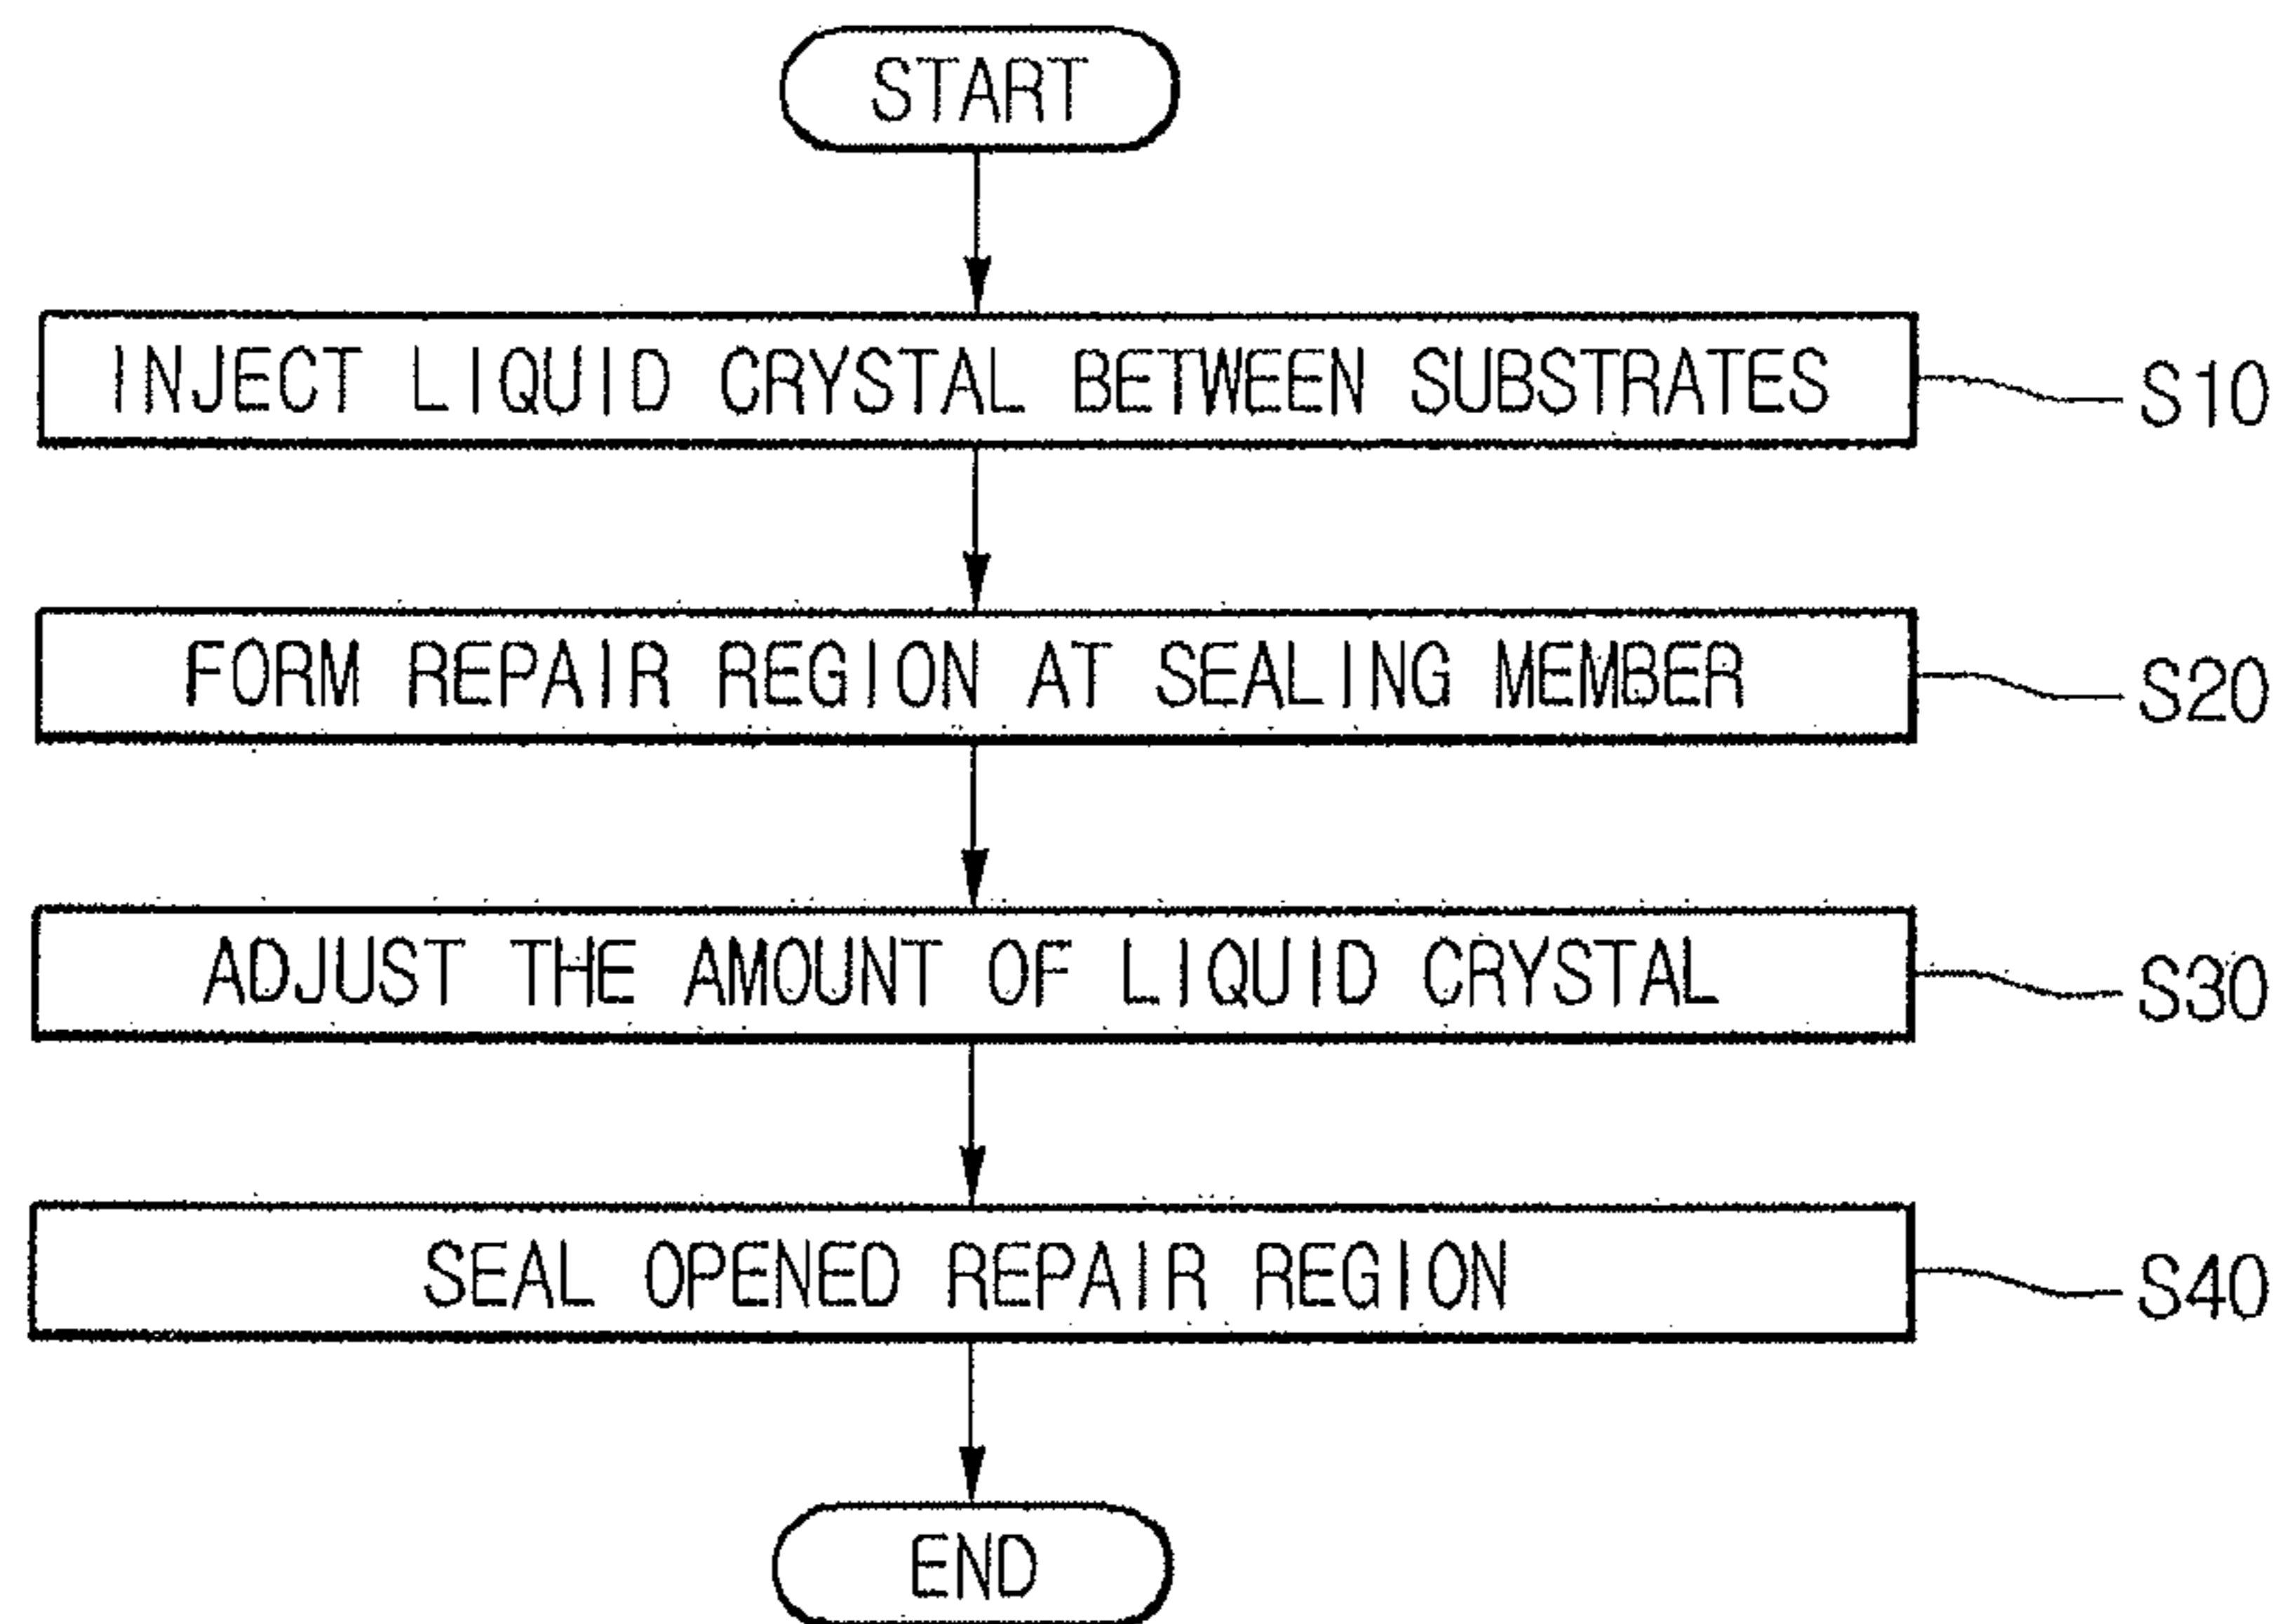 START
INJECT LIQUID CRYSTAL BETWEEN SUBSTRATES
S10
FORM REPAIR REGION AT SEALING MEMBER
S20
ADJUST THE AMOUNT OF LIQUID CRYSTAL
S30
SEAL OPENED REPAIR REGION
S40
END